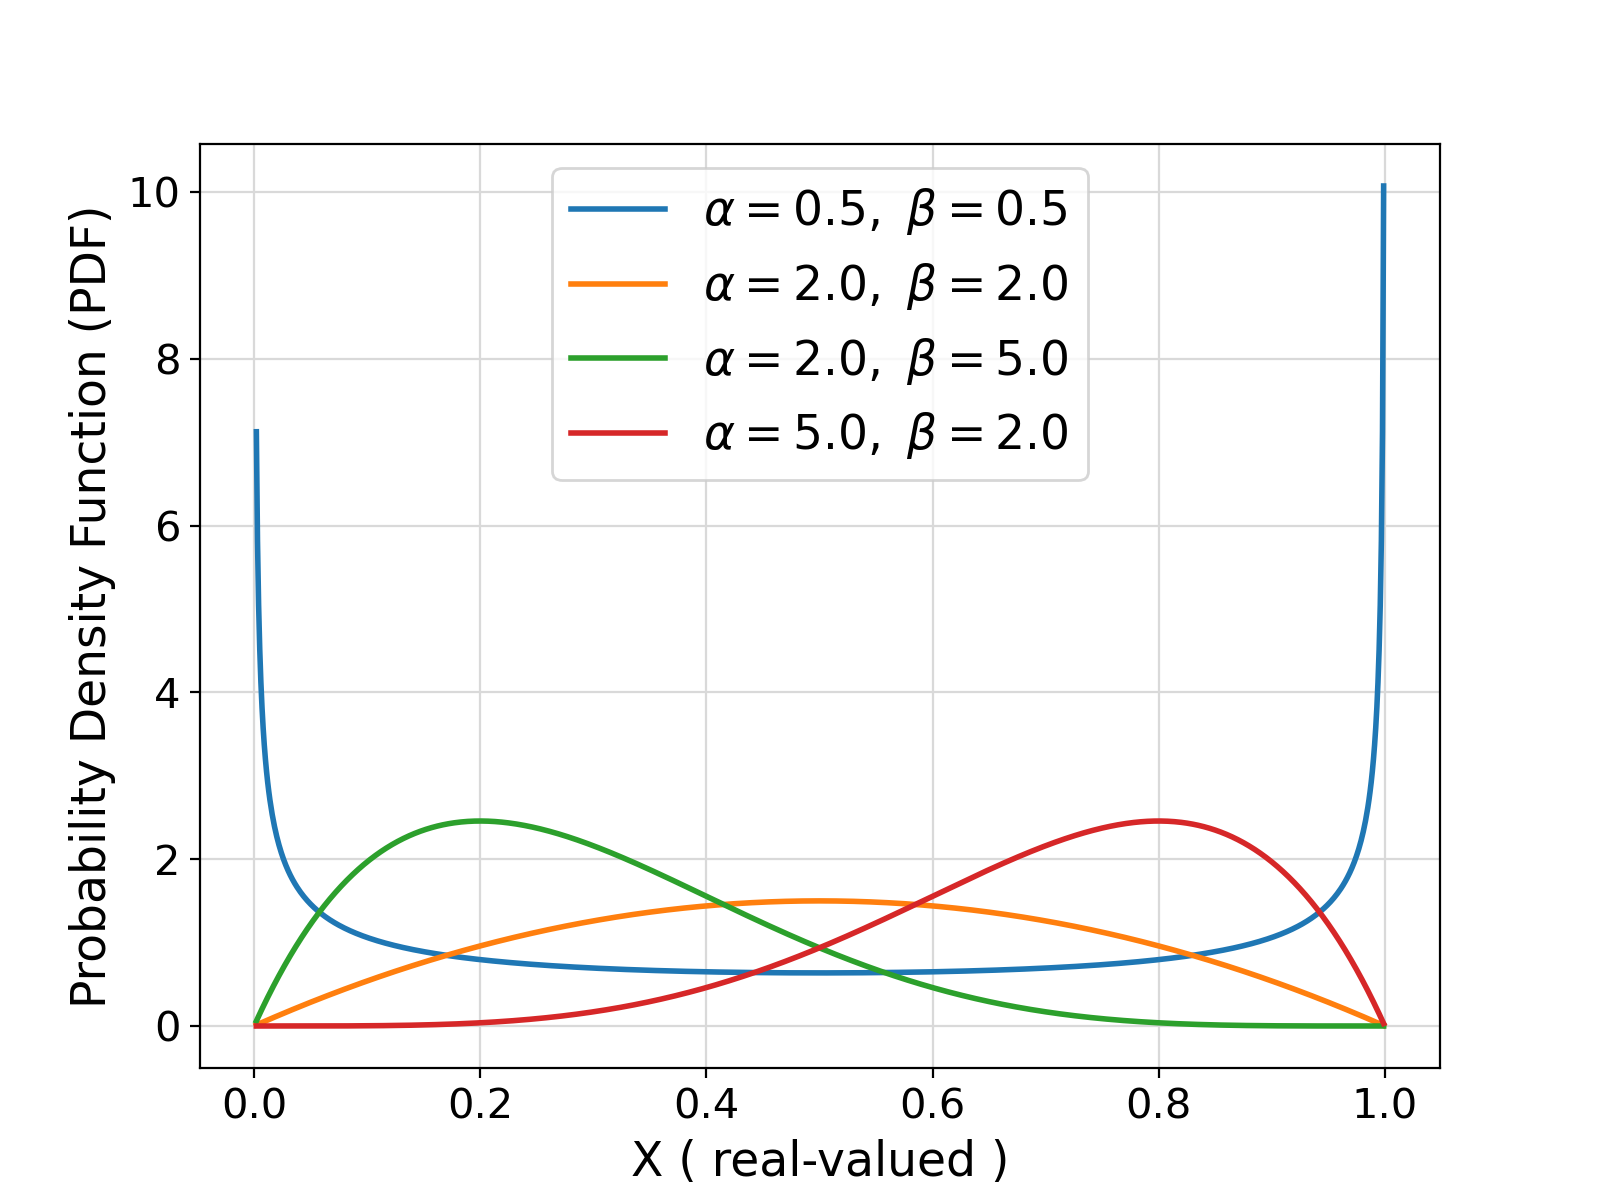 α = 0.5, β = 0.5
α = 2.0, β = 2.0
α = 2.0, β = 5.0
α = 5.0, β = 2.0
Probability Density Function (PDF)
10
8
6
4
2
0
0.0 0.2 0.4 0.6 0.8 1.0
X ( real-valued )